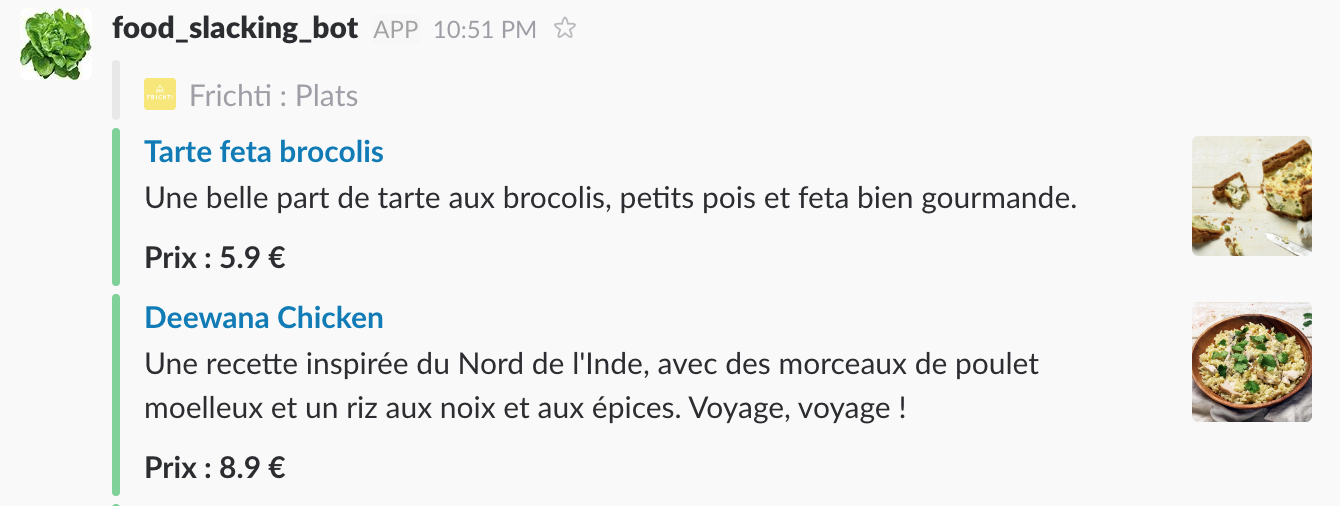 food_slacking_bot APP 10:51 PM
FRICHTI
Frichti : Plats
Tarte feta brocolis
Une belle part de tarte aux brocolis, petits pois et feta bien gourmande.
Prix : 5.9 €
Deewana Chicken
Une recette inspirée du Nord de l'Inde, avec des morceaux de poulet
moelleux et un riz aux noix et aux épices. Voyage, voyage !
Prix : 8.9 €